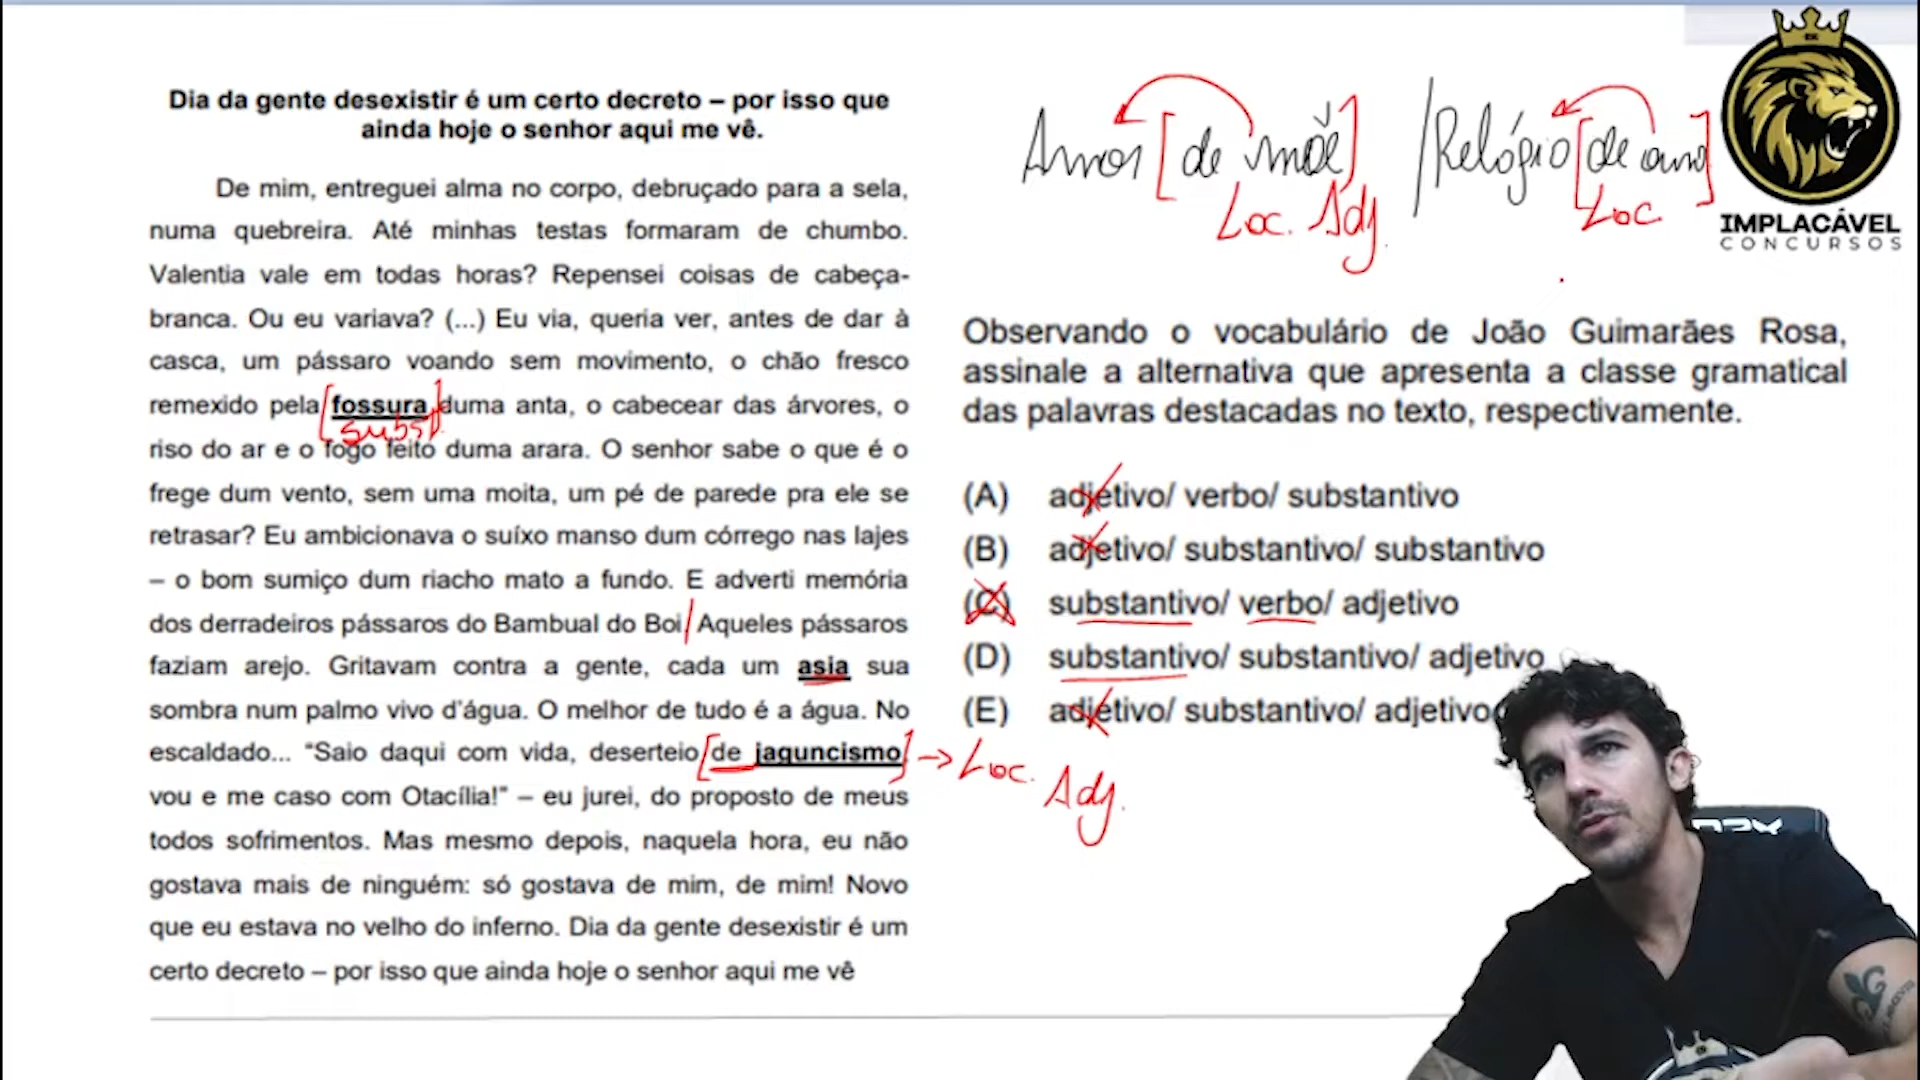 Dia da gente desexistir é um certo decreto – por isso que
ainda hoje o senhor aqui me vê.
De mim, entreguei alma no corpo, debruçado para a sela,
numa quebreira. Até minhas testas formaram de chumbo.
Valentia vale em todas horas? Repensei coisas de cabeça-
branca. Ou eu variava? (...) Eu via, queria ver, antes de dar à
casca, um pássaro voando sem movimento, o chão fresco
remexido pela fossura duma anta, o cabecear das árvores, o
subst
riso do ar e o fogo feito duma arara. O senhor sabe o que é o
frege dum vento, sem uma moita, um pé de parede pra ele se
retrasar? Eu ambicionava o suíxo manso dum córrego nas lajes
– o bom sumiço dum riacho mato a fundo. E adverti memória
dos derradeiros pássaros do Bambual do Boi/ Aqueles pássaros
faziam arejo. Gritavam contra a gente, cada um asia sua
sombra num palmo vivo d'água. O melhor de tudo é a água. No
escaldado... “Saio daqui com vida, deserteio [de jaguncismo] → Loc. Adj.
vou e me caso com Otacília!” – eu jurei, do proposto de meus
todos sofrimentos. Mas mesmo depois, naquela hora, eu não
gostava mais de ninguém: só gostava de mim, de mim! Novo
que eu estava no velho do inferno. Dia da gente desexistir é um
certo decreto – por isso que ainda hoje o senhor aqui me vê
Amor [de mãe] / Relógio [de ouro]
Loc. Adj. Loc
IMPLACÁVEL
CONCURSOS
Observando o vocabulário de João Guimarães Rosa,
assinale a alternativa que apresenta a classe gramatical
das palavras destacadas no texto, respectivamente.
(A) adjetivo/ verbo/ substantivo
(B) adjetivo/ substantivo/ substantivo
(C) substantivo/ verbo/ adjetivo
(D) substantivo/ substantivo/ adjetivo
(E) adjetivo/ substantivo/ adjetivo